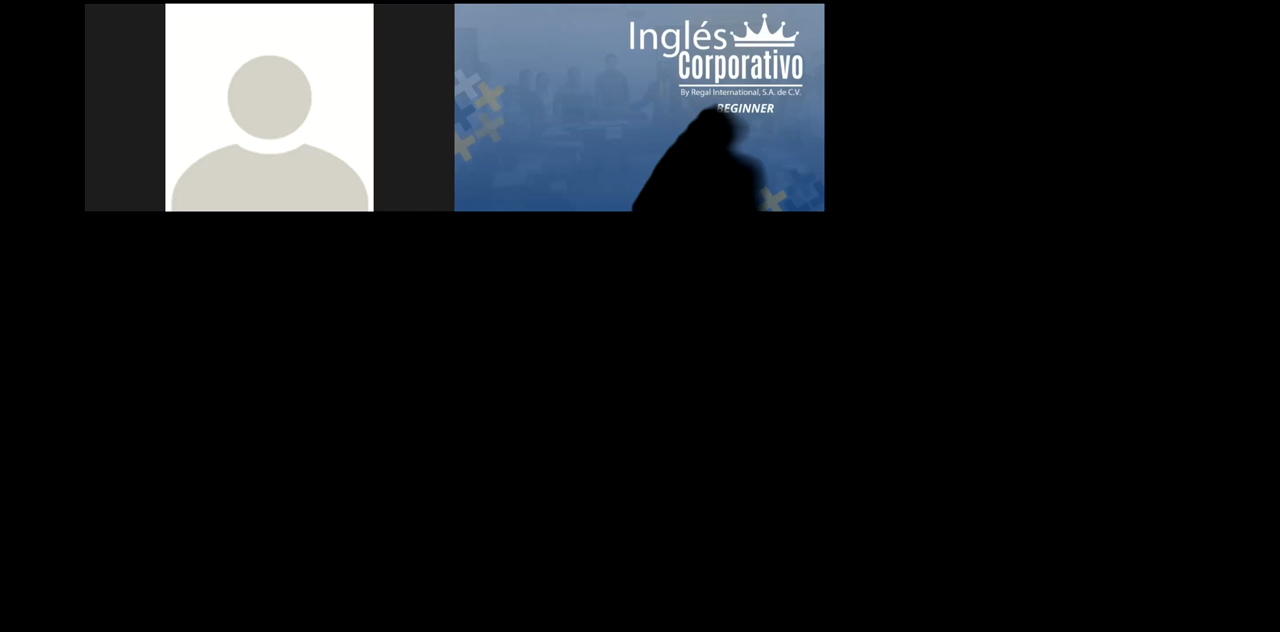 Inglés
Corporativo
By Regal International, S.A. de C.V.
BEGINNER